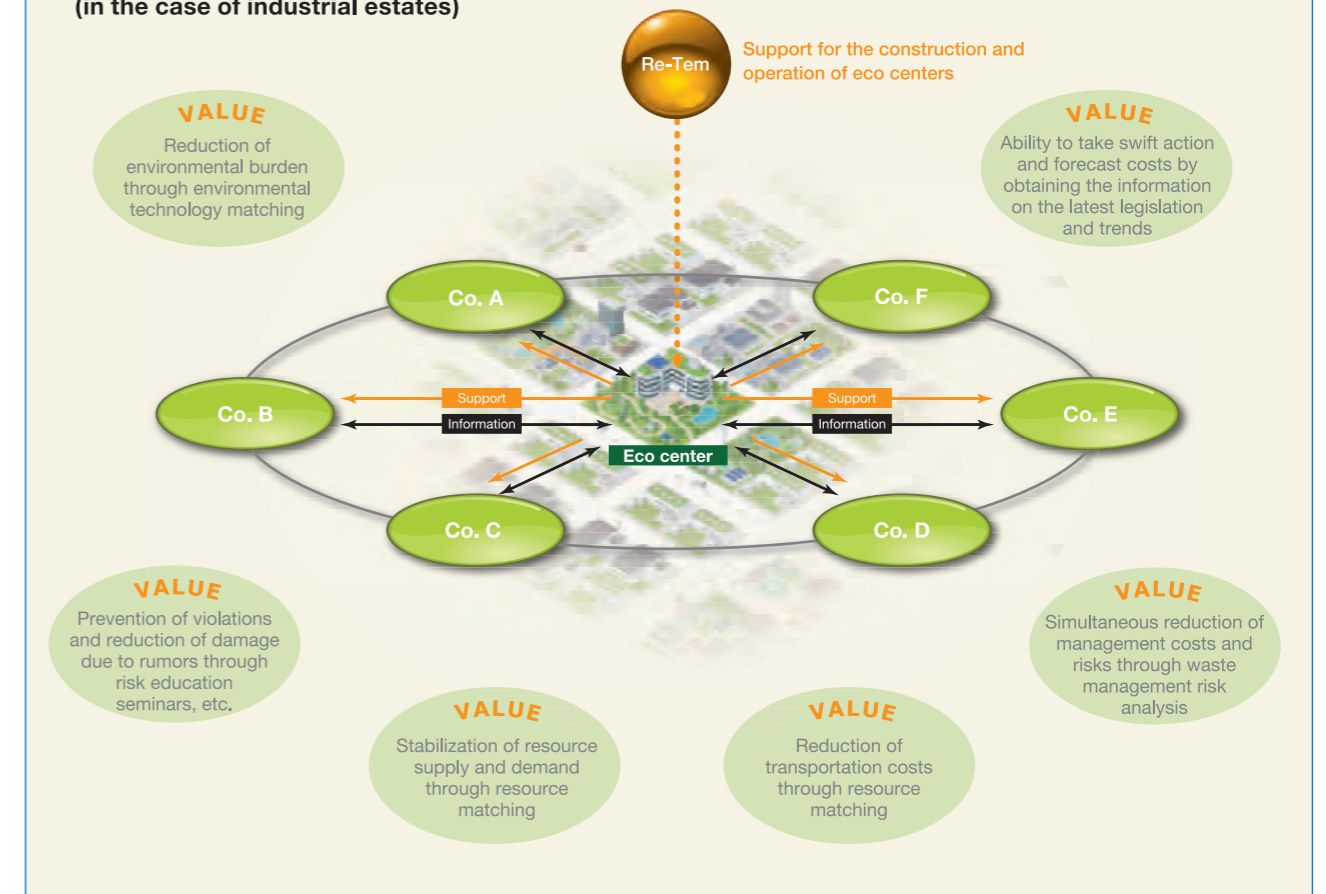 (in the case of industrial estates)
Re-Tem
Support for the construction and
operation of eco centers
VALUE
Reduction of
environmental burden
through environmental
technology matching
VALUE
Ability to take swift action
and forecast costs by
obtaining the information
on the latest legislation
and trends
Co. A
Co. F
Co. B
Support
Information
Support
Information
Co. E
Eco center
Co. C
Co. D
VALUE
Prevention of violations
and reduction of damage
due to rumors through
risk education
seminars, etc.
VALUE
Simultaneous reduction of
management costs and
risks through waste
management risk
analysis
VALUE
Stabilization of resource
supply and demand
through resource
matching
VALUE
Reduction of
transportation costs
through resource
matching